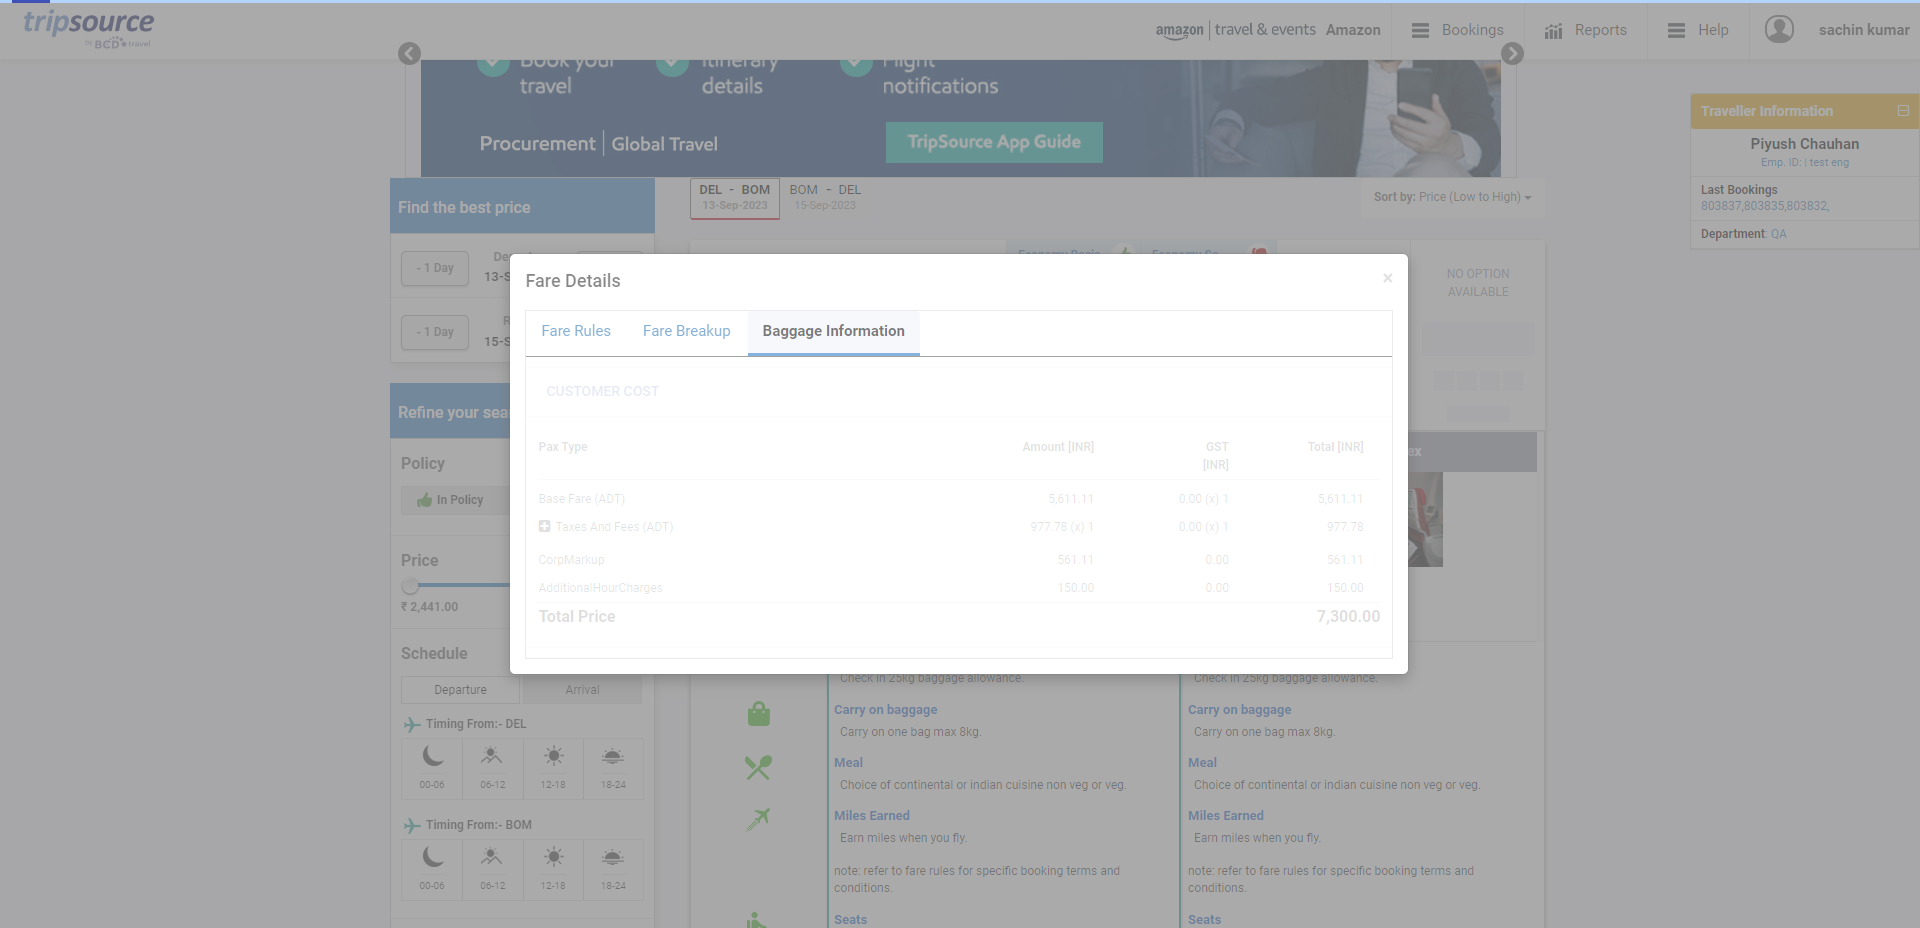 tripsource
by BCD travel
amazon | travel & events Amazon
Bookings
Reports
Help
sachin kumar
Book your
travel
Itinerary
details
Flight
notifications
Procurement | Global Travel
TripSource App Guide
Traveller Information
Piyush Chauhan
Emp. ID: | test eng
Last Bookings
803837,803835,803832,
Department: QA
Find the best price
DEL - BOM
13-Sep-2023
BOM - DEL
15-Sep-2023
Sort by: Price (Low to High)
- 1 Day
13-S
- 1 Day
15-S
NO OPTION
AVAILABLE
Fare Details
×
Fare Rules
Fare Breakup
Baggage Information
CUSTOMER COST
Pax Type Amount [INR] GST [INR] Total [INR]
Base Fare (ADT) 5,611.11 0.00 (x) 1 5,611.11
Taxes And Fees (ADT) 977.78 (x) 1 0.00 (x) 1 977.78
CorpMarkup 561.11 0.00 561.11
AdditionalHourCharges 150.00 0.00 150.00
Total Price 7,300.00
Refine your sea
Policy
In Policy
Price
₹ 2,441.00
Schedule
Departure
Arrival
Timing From:- DEL
00-06 06-12 12-18 18-24
Timing From:- BOM
00-06 06-12 12-18 18-24
ex
Check in 25kg baggage allowance.
Carry on baggage
Carry on one bag max 8kg.
Meal
Choice of continental or indian cuisine non veg or veg.
Miles Earned
Earn miles when you fly.
note: refer to fare rules for specific booking terms and
conditions.
Seats
Check in 25kg baggage allowance.
Carry on baggage
Carry on one bag max 8kg.
Meal
Choice of continental or indian cuisine non veg or veg.
Miles Earned
Earn miles when you fly.
note: refer to fare rules for specific booking terms and
conditions.
Seats